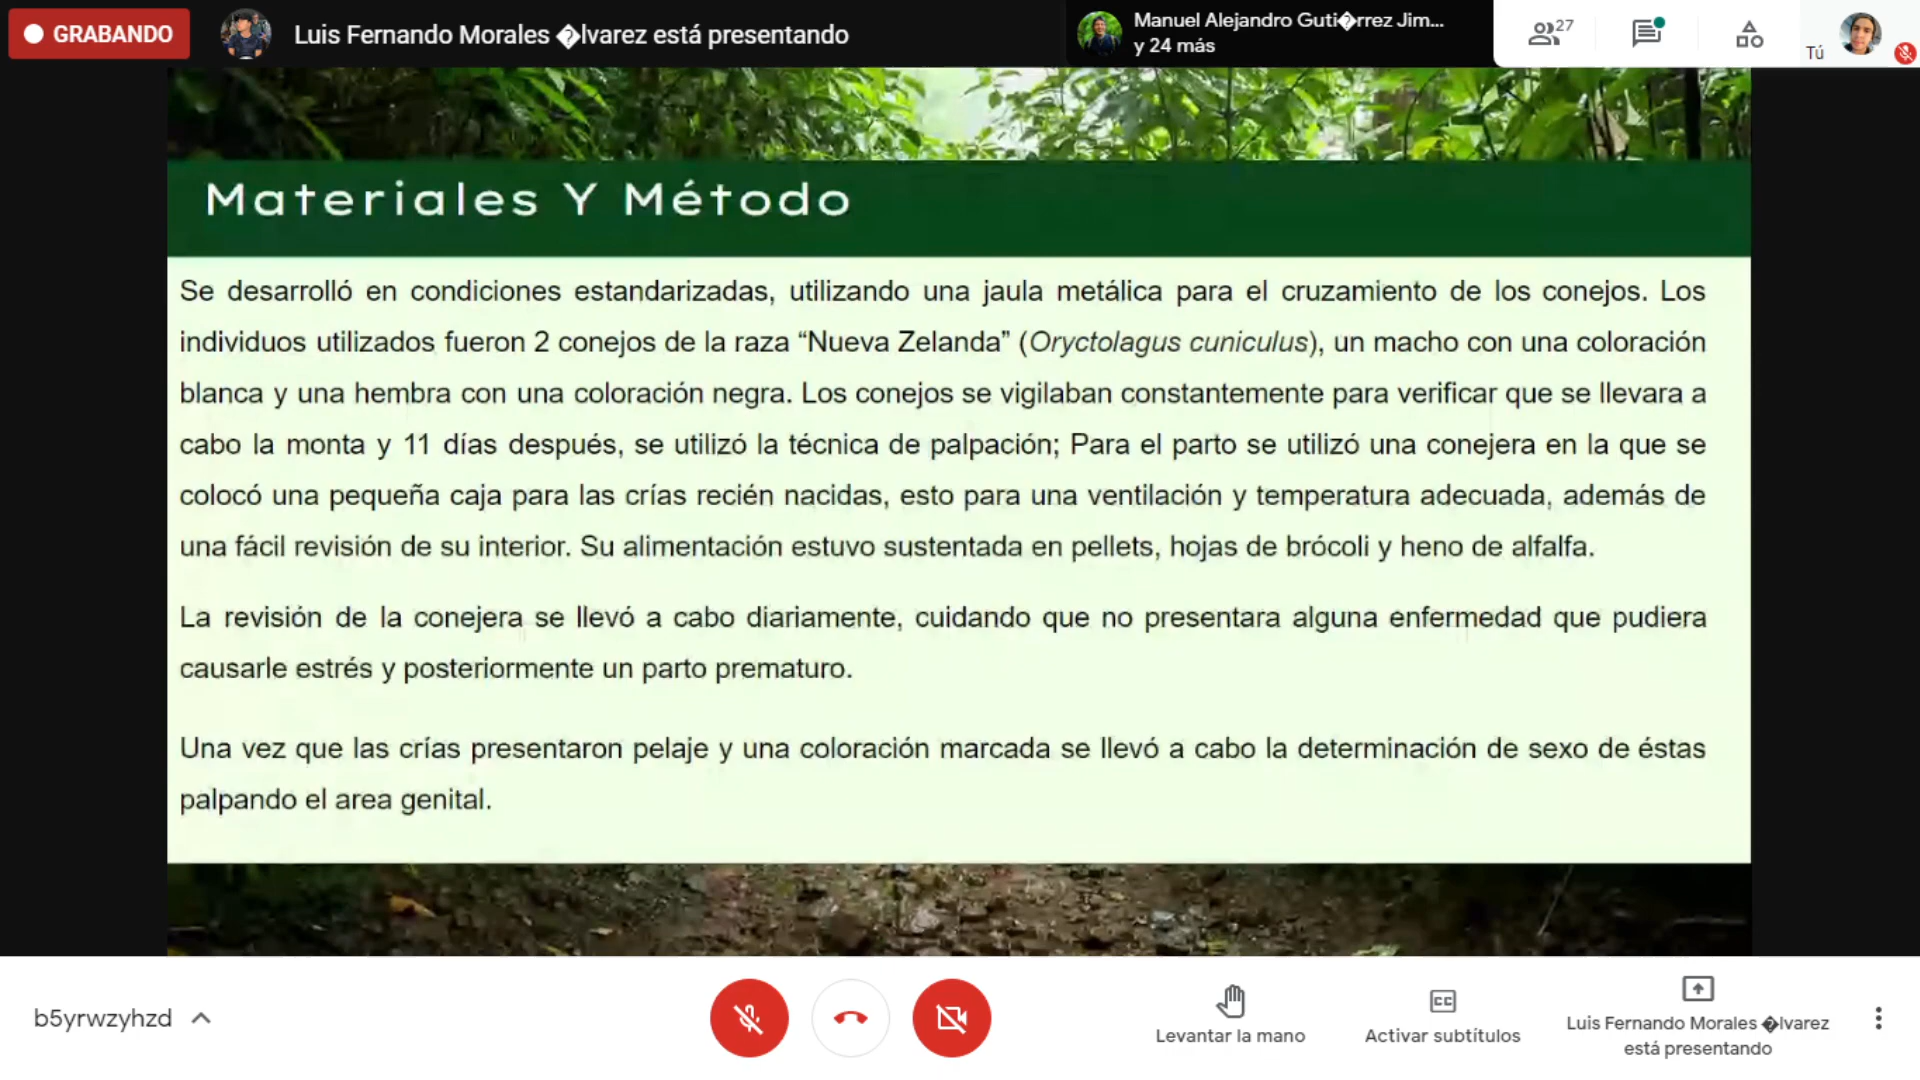 GRABANDO
Luis Fernando Morales �lvarez está presentando
Manuel Alejandro Guti�rrez Jim...
y 24 más
27
Tú
Materiales Y Método
Se desarrolló en condiciones estandarizadas, utilizando una jaula metálica para el cruzamiento de los conejos. Los
individuos utilizados fueron 2 conejos de la raza “Nueva Zelanda” (Oryctolagus cuniculus), un macho con una coloración
blanca y una hembra con una coloración negra. Los conejos se vigilaban constantemente para verificar que se llevara a
cabo la monta y 11 días después, se utilizó la técnica de palpación; Para el parto se utilizó una conejera en la que se
colocó una pequeña caja para las crías recién nacidas, esto para una ventilación y temperatura adecuada, además de
una fácil revisión de su interior. Su alimentación estuvo sustentada en pellets, hojas de brócoli y heno de alfalfa.
La revisión de la conejera se llevó a cabo diariamente, cuidando que no presentara alguna enfermedad que pudiera
causarle estrés y posteriormente un parto prematuro.
Una vez que las crías presentaron pelaje y una coloración marcada se llevó a cabo la determinación de sexo de éstas
palpando el area genital.
b5yrwzyhzd
Levantar la mano
CC
Activar subtítulos
Luis Fernando Morales �lvarez
está presentando